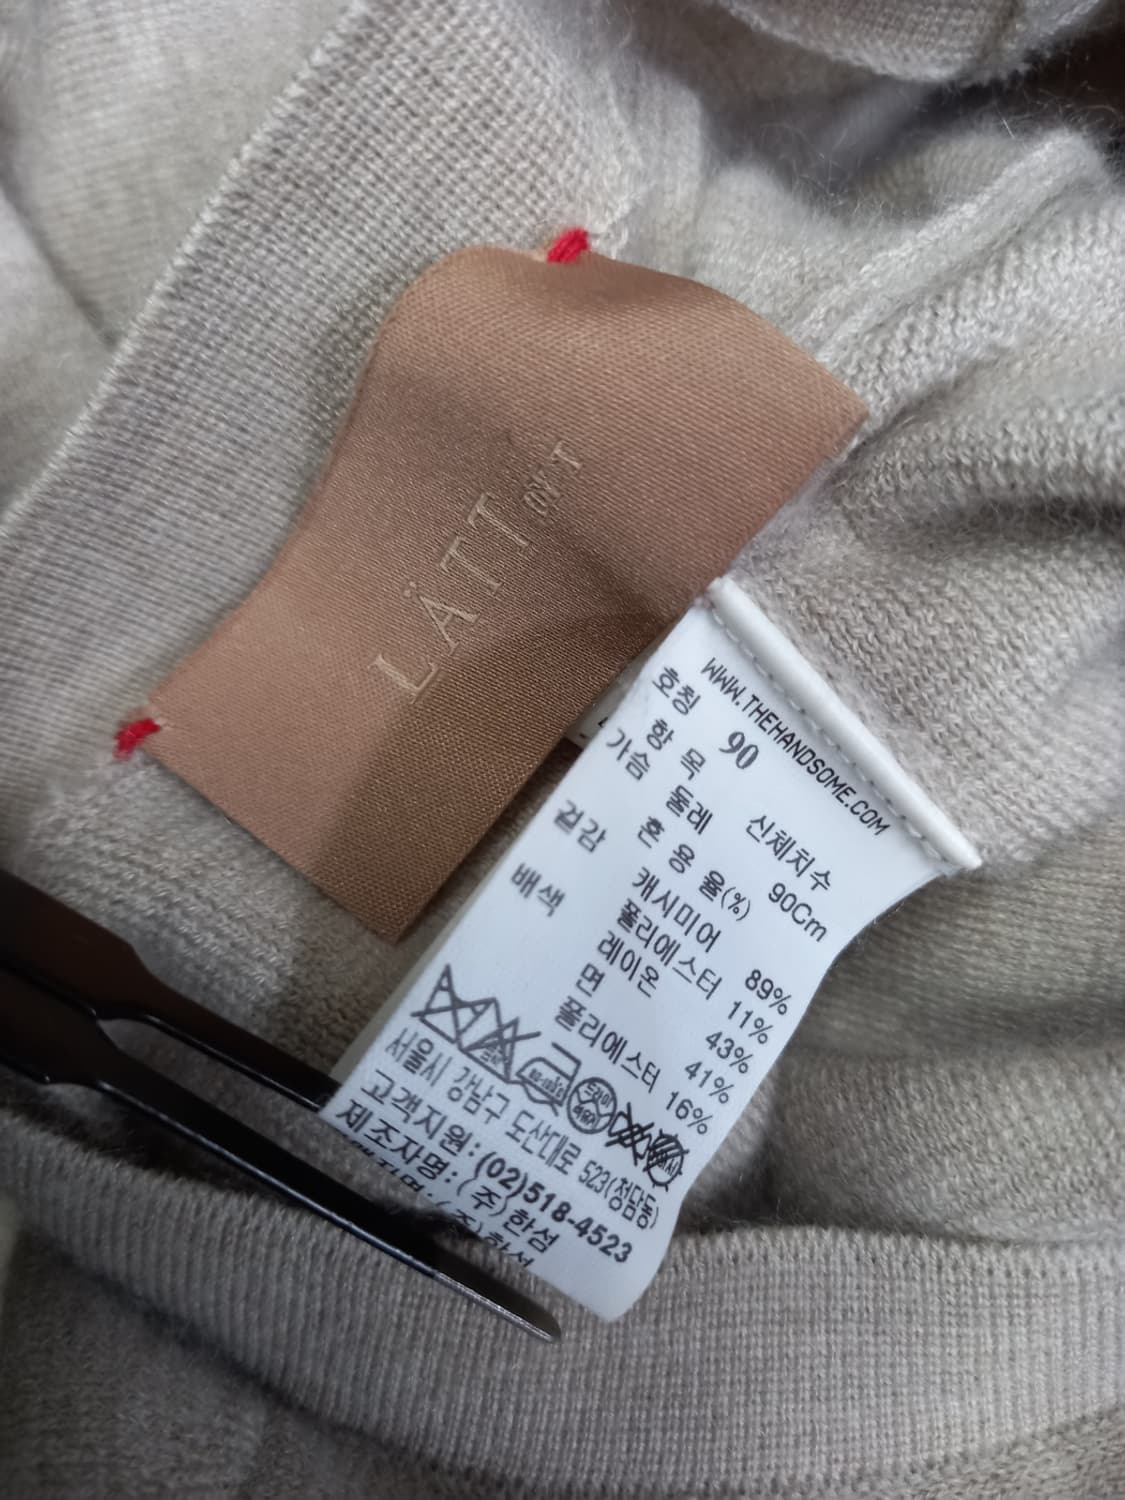 LÄTT
BY T
WWW.THEHANDSOME.COM
호칭 90
항 목 신체치수
가슴 둘레 90Cm
혼 용 율(%)
겉감 캐시미어 89%
폴리에스터 11%
배색 레이온 43%
면 41%
폴리에스터 16%
서울시 강남구 도산대로 523(청담동)
고객지원: (02)518-4523
제조자명: (주)한섬
(주)한섬